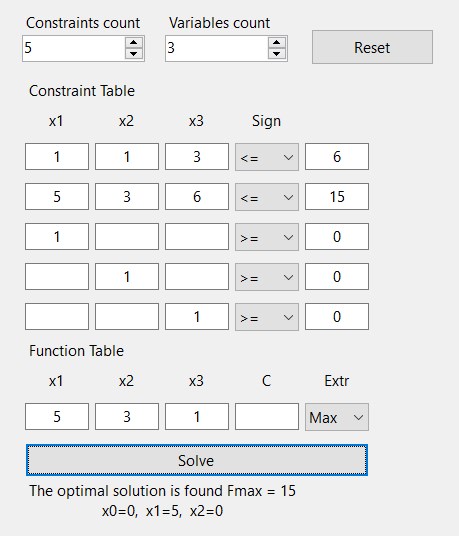 Constraints count Variables count
5 3 Reset
Constraint Table
x1 x2 x3 Sign
1 1 3 <= 6
5 3 6 <= 15
1 >= 0
1 >= 0
1 >= 0
Function Table
x1 x2 x3 C Extr
5 3 1 Max
Solve
The optimal solution is found Fmax = 15
x0=0, x1=5, x2=0